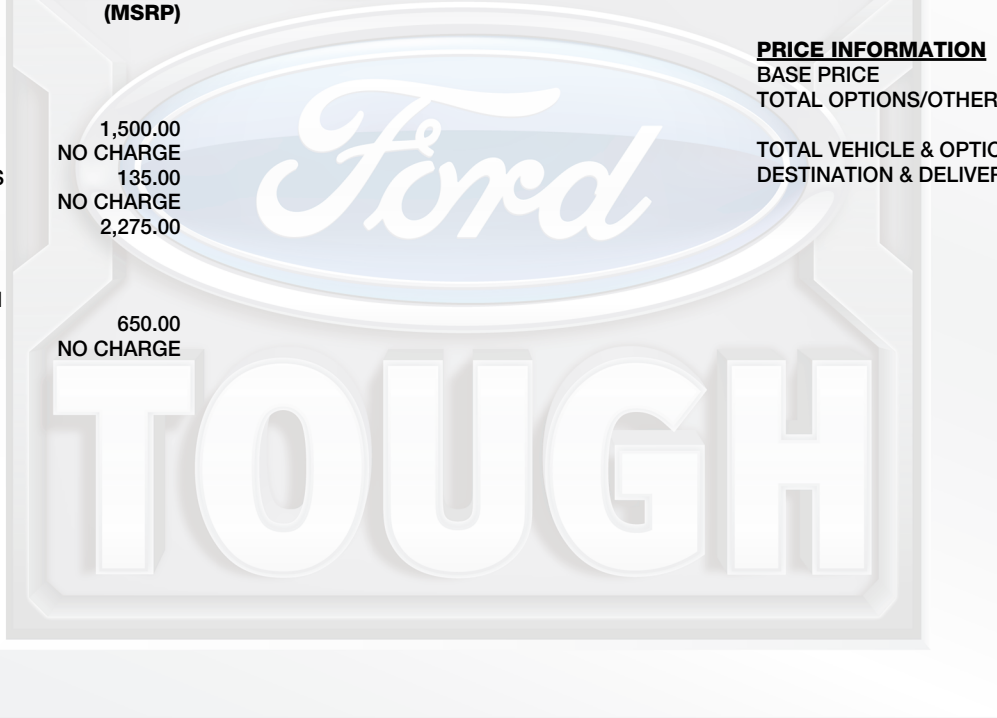 (MSRP)
1,500.00
NO CHARGE
S 135.00
NO CHARGE
2,275.00
650.00
NO CHARGE
PRICE INFORMATION
BASE PRICE
TOTAL OPTIONS/OTHER
TOTAL VEHICLE & OPTIO
DESTINATION & DELIVER
Ford
TOUGH